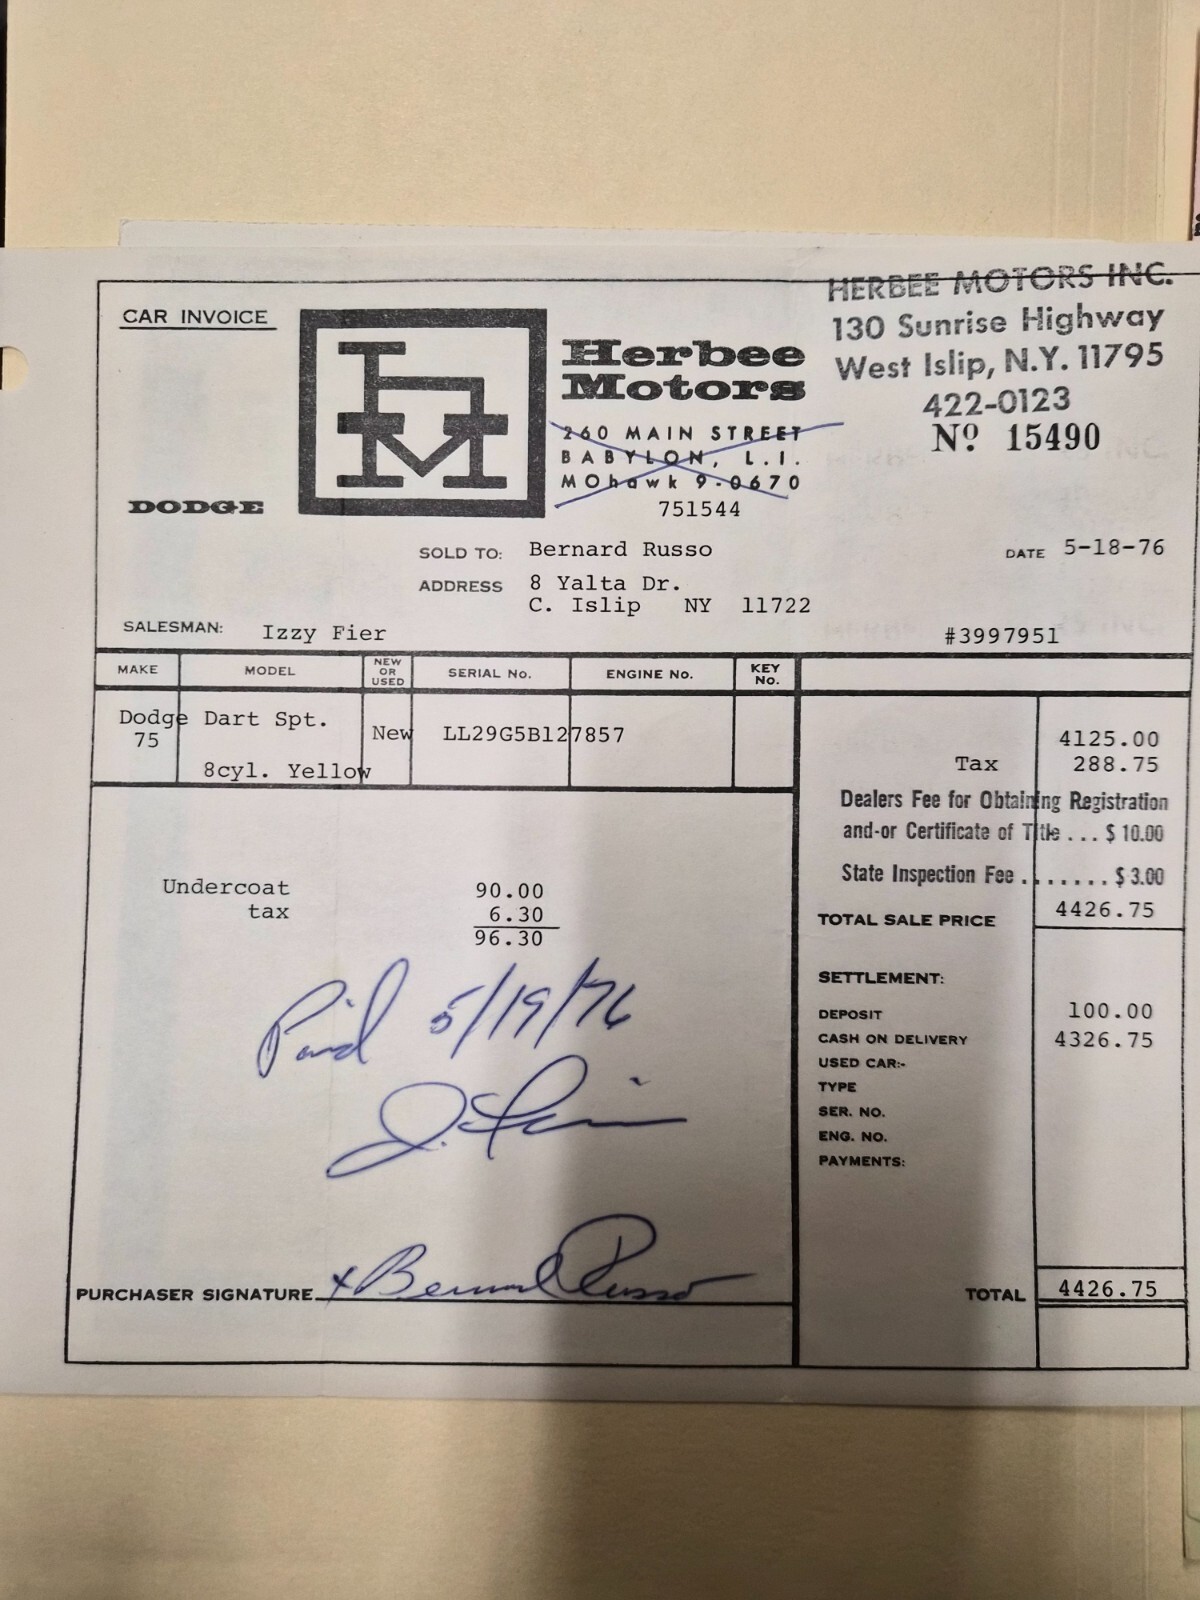 HERBEE MOTORS INC.
130 Sunrise Highway
West Islip, N.Y. 11795
422-0123
Nº 15490
CAR INVOICE
HM
Herbee
Motors
260 MAIN STREET
BABYLON, L.I.
MOhawk 9-0670
DODGE
751544
SOLD TO: Bernard Russo
DATE 5-18-76
ADDRESS 8 Yalta Dr.
C. Islip NY 11722
SALESMAN: Izzy Fier
#3997951
MAKE MODEL NEW OR USED SERIAL No. ENGINE No. KEY No.
Dodge Dart Spt.
75 New LL29G5B127857
8cyl. Yellow
4125.00
Tax 288.75
Dealers Fee for Obtaining Registration
and-or Certificate of Title ... $ 10.00
State Inspection Fee ....... $ 3.00
TOTAL SALE PRICE 4426.75
Undercoat 90.00
tax 6.30
96.30
Paid 5/19/76
SETTLEMENT:
DEPOSIT 100.00
CASH ON DELIVERY 4326.75
USED CAR:-
TYPE
SER. NO.
ENG. NO.
PAYMENTS:
PURCHASER SIGNATURE x Bernard Russo
TOTAL 4426.75